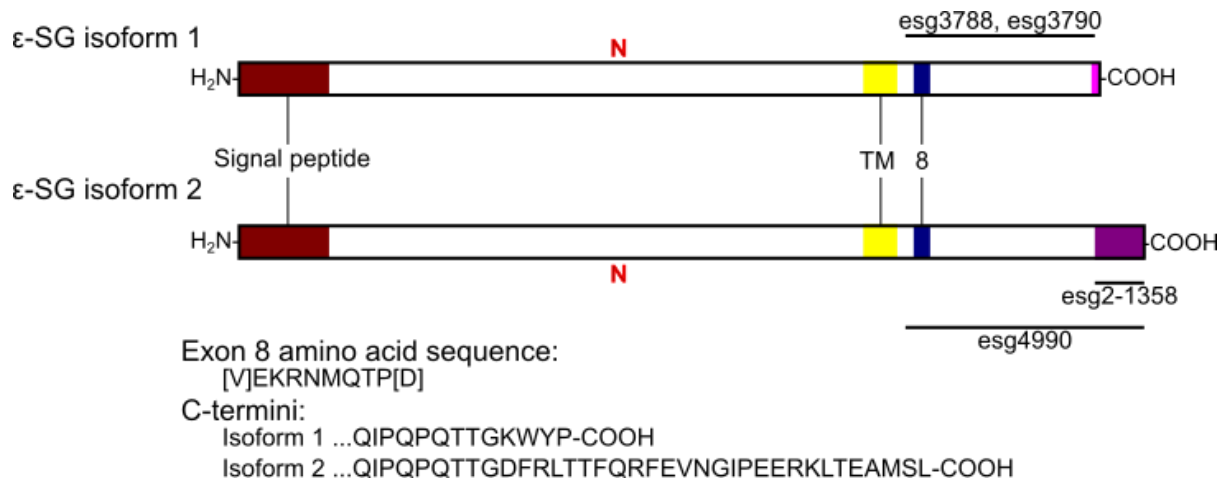 esg3788, esg3790
ε-SG isoform 1
N
H₂N-
-COOH
Signal peptide
TM
8
ε-SG isoform 2
H₂N-
-COOH
N
esg2-1358
esg4990
Exon 8 amino acid sequence:
[V]EKRNMQTP[D]
C-termini:
Isoform 1 ...QIPQPQTTGKWYP-COOH
Isoform 2 ...QIPQPQTTGDFRLTTFQRFEVNGIPEERKLTEAMSL-COOH